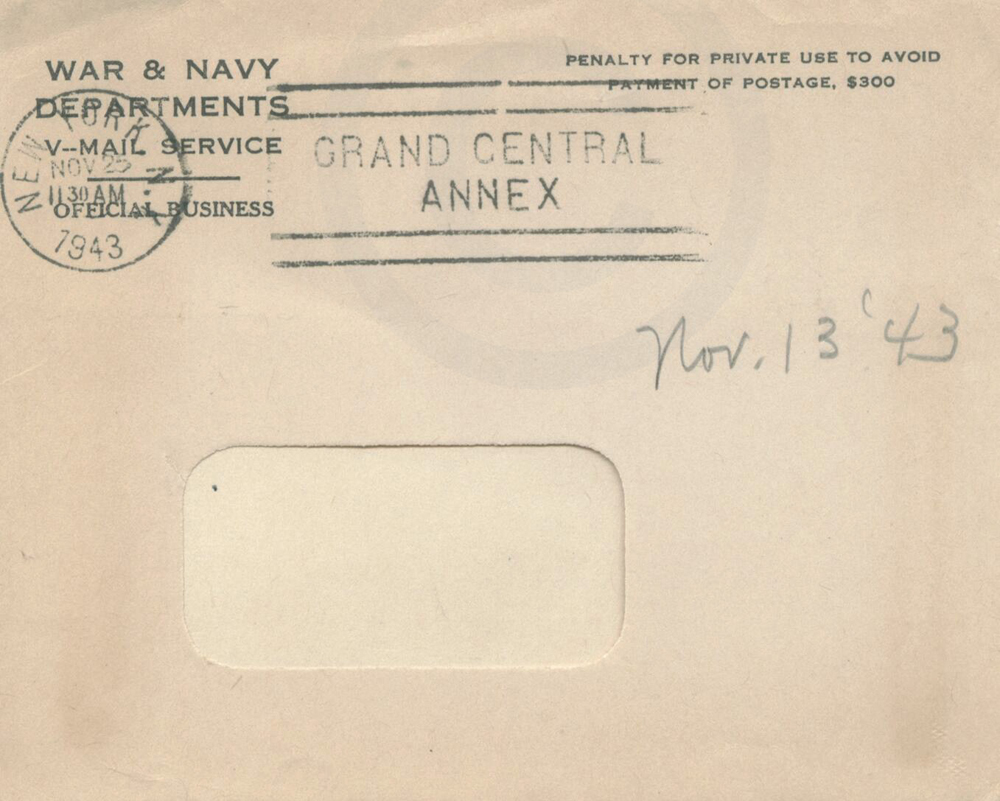 WAR & NAVY
DEPARTMENTS
V--MAIL SERVICE
OFFICIAL BUSINESS
PENALTY FOR PRIVATE USE TO AVOID
PAYMENT OF POSTAGE, $300
NEW YORK, N.Y.
NOV 25
11 30 AM
1943
GRAND CENTRAL
ANNEX
Nov. 13 '43